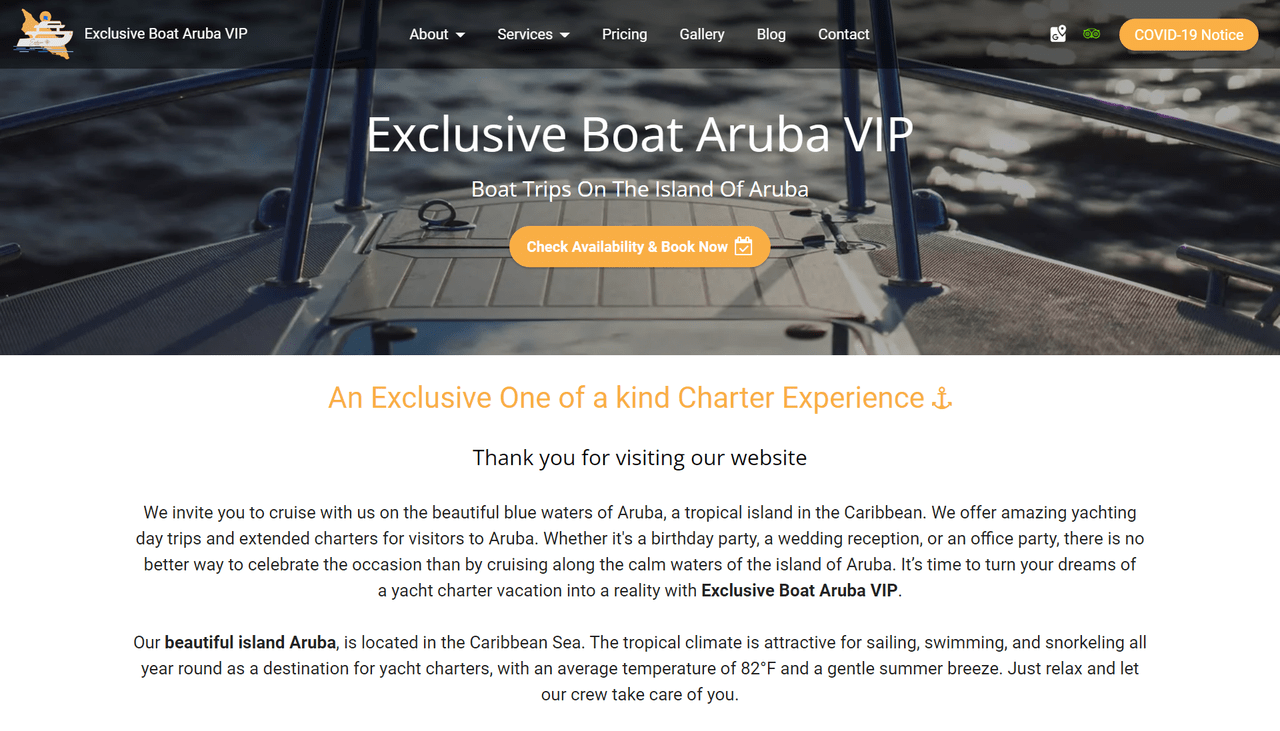 Exclusive Boat Aruba VIP
About
Services
Pricing
Gallery
Blog
Contact
COVID-19 Notice
Exclusive Boat Aruba VIP
Boat Trips On The Island Of Aruba
Check Availability & Book Now
An Exclusive One of a kind Charter Experience
Thank you for visiting our website
We invite you to cruise with us on the beautiful blue waters of Aruba, a tropical island in the Caribbean. We offer amazing yachting
day trips and extended charters for visitors to Aruba. Whether it's a birthday party, a wedding reception, or an office party, there is no
better way to celebrate the occasion than by cruising along the calm waters of the island of Aruba. It’s time to turn your dreams of
a yacht charter vacation into a reality with Exclusive Boat Aruba VIP.
Our beautiful island Aruba, is located in the Caribbean Sea. The tropical climate is attractive for sailing, swimming, and snorkeling all
year round as a destination for yacht charters, with an average temperature of 82°F and a gentle summer breeze. Just relax and let
our crew take care of you.